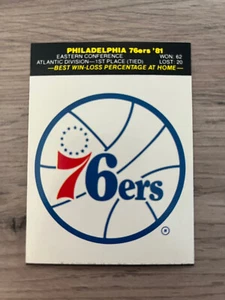 PHILADELPHIA 76ers '81
EASTERN CONFERENCE WON: 62
ATLANTIC DIVISION—1ST PLACE (TIED) LOST: 20
—BEST WIN-LOSS PERCENTAGE AT HOME—
76ers
®